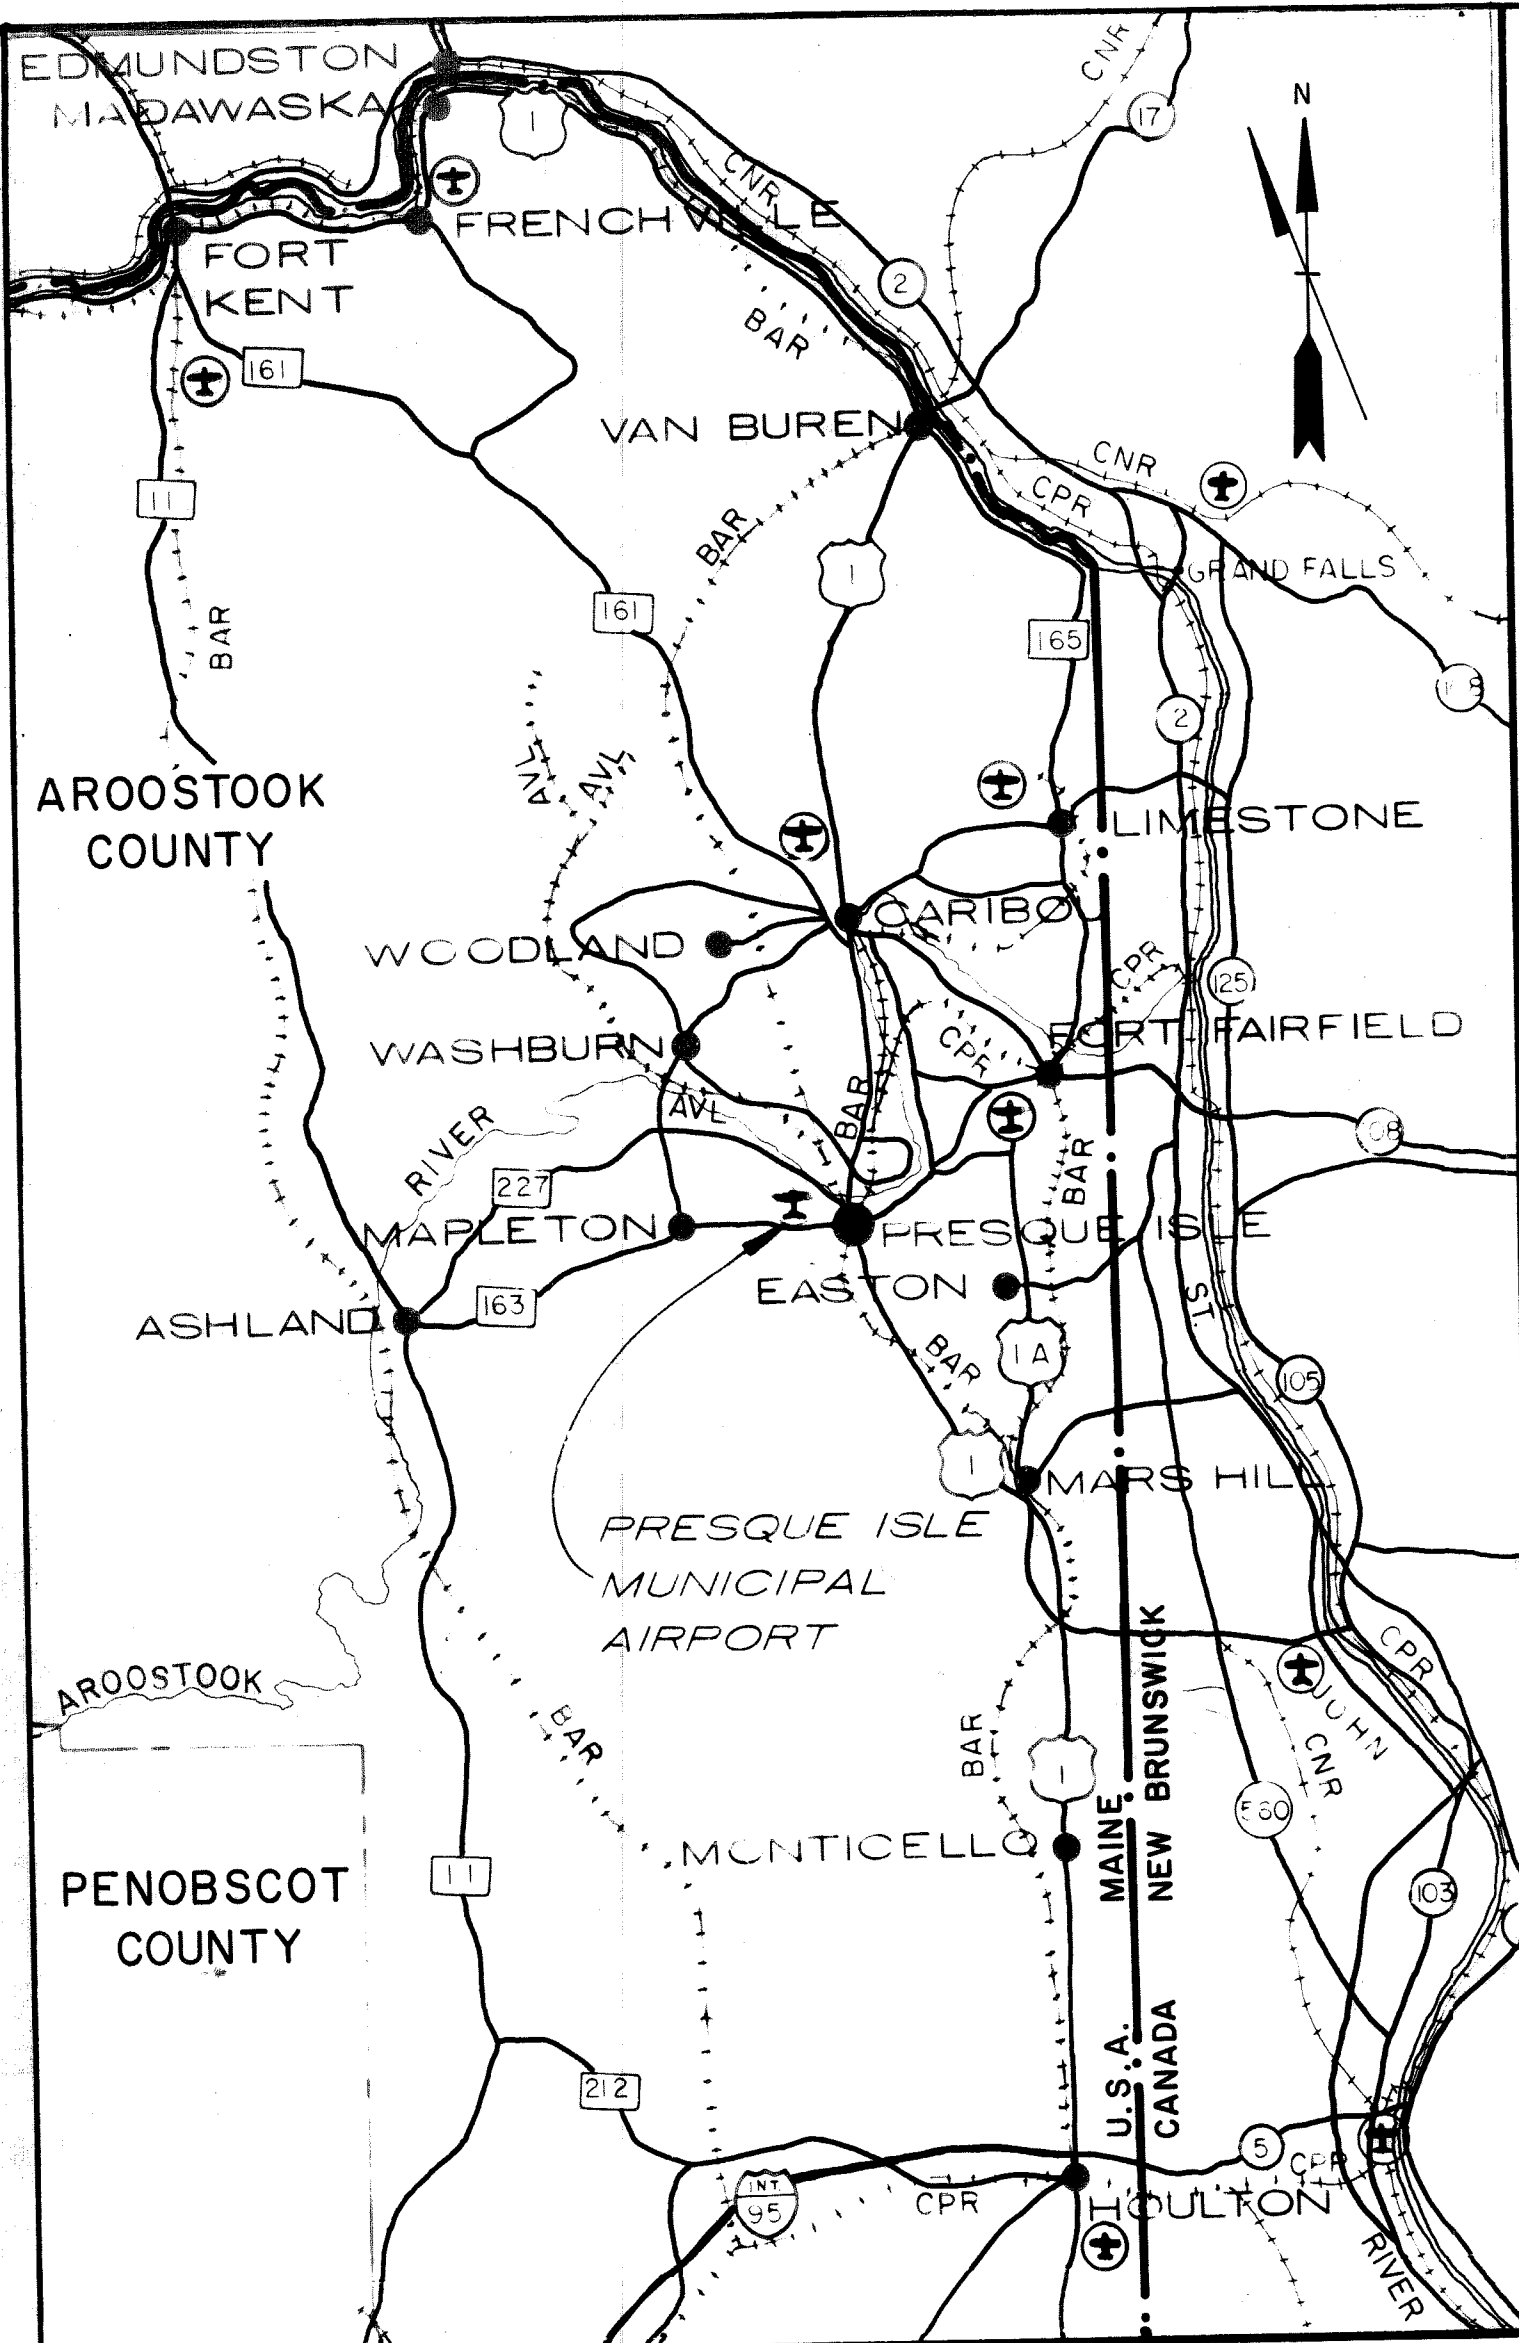 EDMUNDSTON
CNR
N
MADAWASKA
1
17
CNR
FRENCHVILLE
FORT
KENT
2
BAR
161
VAN BUREN
CNR
11
CPR
BAR
1
GRAND FALLS
161
165
BAR
2
AVL
AVL
AROOSTOOK
COUNTY
LIMESTONE
CARIBO
WOODLAND
CPR
125
FORT FAIRFIELD
WASHBURN
CPR
AVL
BAR
RIVER
BAR
227
MAPLETON
PRESQUE ISLE
EASTON
163
ST.
ASHLAND
BAR
1A
105
1
MARS HILL
PRESQUE ISLE
MUNICIPAL
AIRPORT
AROOSTOOK
CPR
JOHN
BAR
BAR
CNR
1
MAINE
NEW BRUNSWICK
560
MONTICELLO
11
PENOBSCOT
COUNTY
103
U.S.A.
CANADA
212
5
CPR
INT.
95
CPR
HOULTON
RIVER